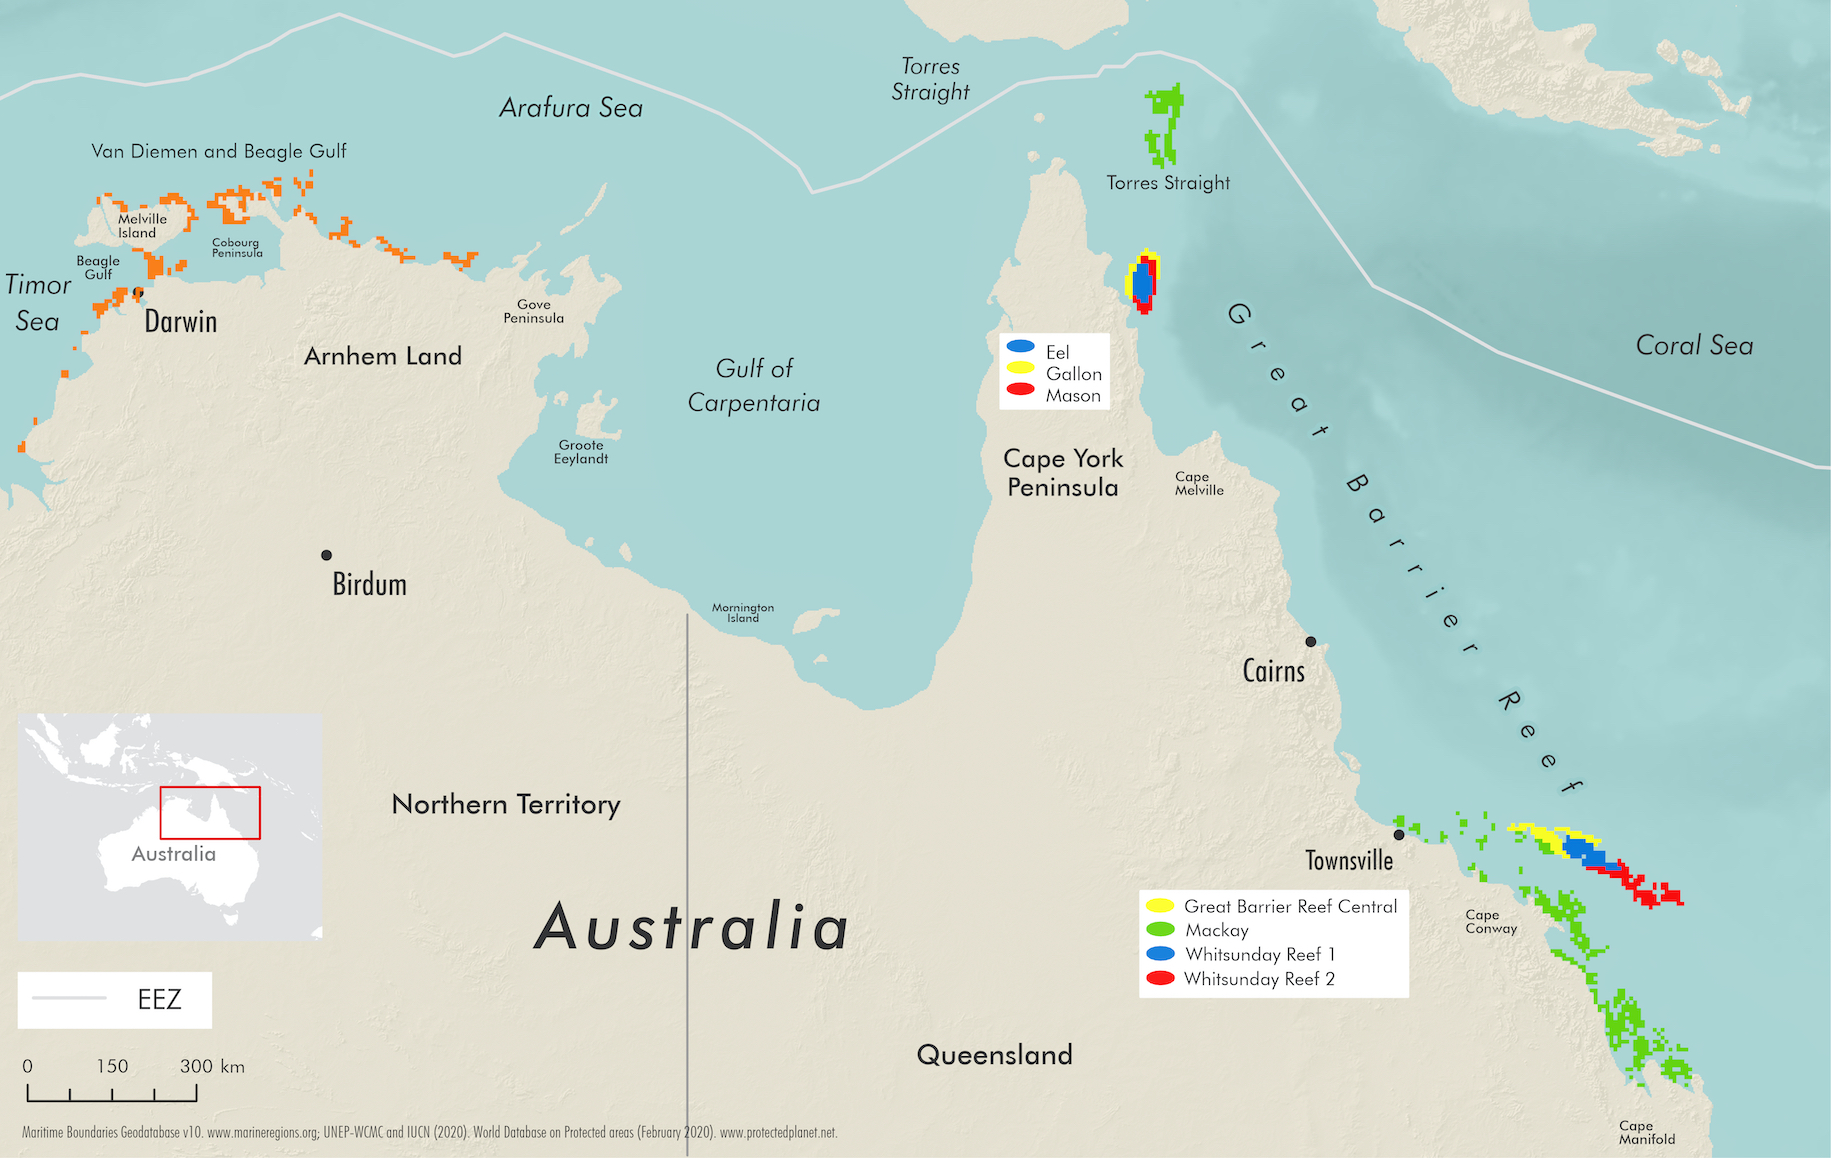 Torres
Straight
Arafura Sea
Van Diemen and Beagle Gulf
Torres Straight
Melville
Island
Cobourg
Peninsula
Beagle
Gulf
Timor
Sea
Darwin
Gove
Peninsula
Arnhem Land
Gulf of
Carpentaria
Eel
Gallon
Mason
Great Barrier Reef
Coral Sea
Groote
Eeylandt
Cape York
Peninsula
Cape
Melville
Birdum
Mornington
Island
Cairns
Northern Territory
Australia
Townsville
Great Barrier Reef Central
Mackay
Whitsunday Reef 1
Whitsunday Reef 2
Cape
Conway
Australia
EEZ
Queensland
0 150 300 km
Cape
Manifold
Maritime Boundaries Geodatabase v10. www.marineregions.org; UNEP-WCMC and IUCN (2020). World Database on Protected areas (February 2020). www.protectedplanet.net.